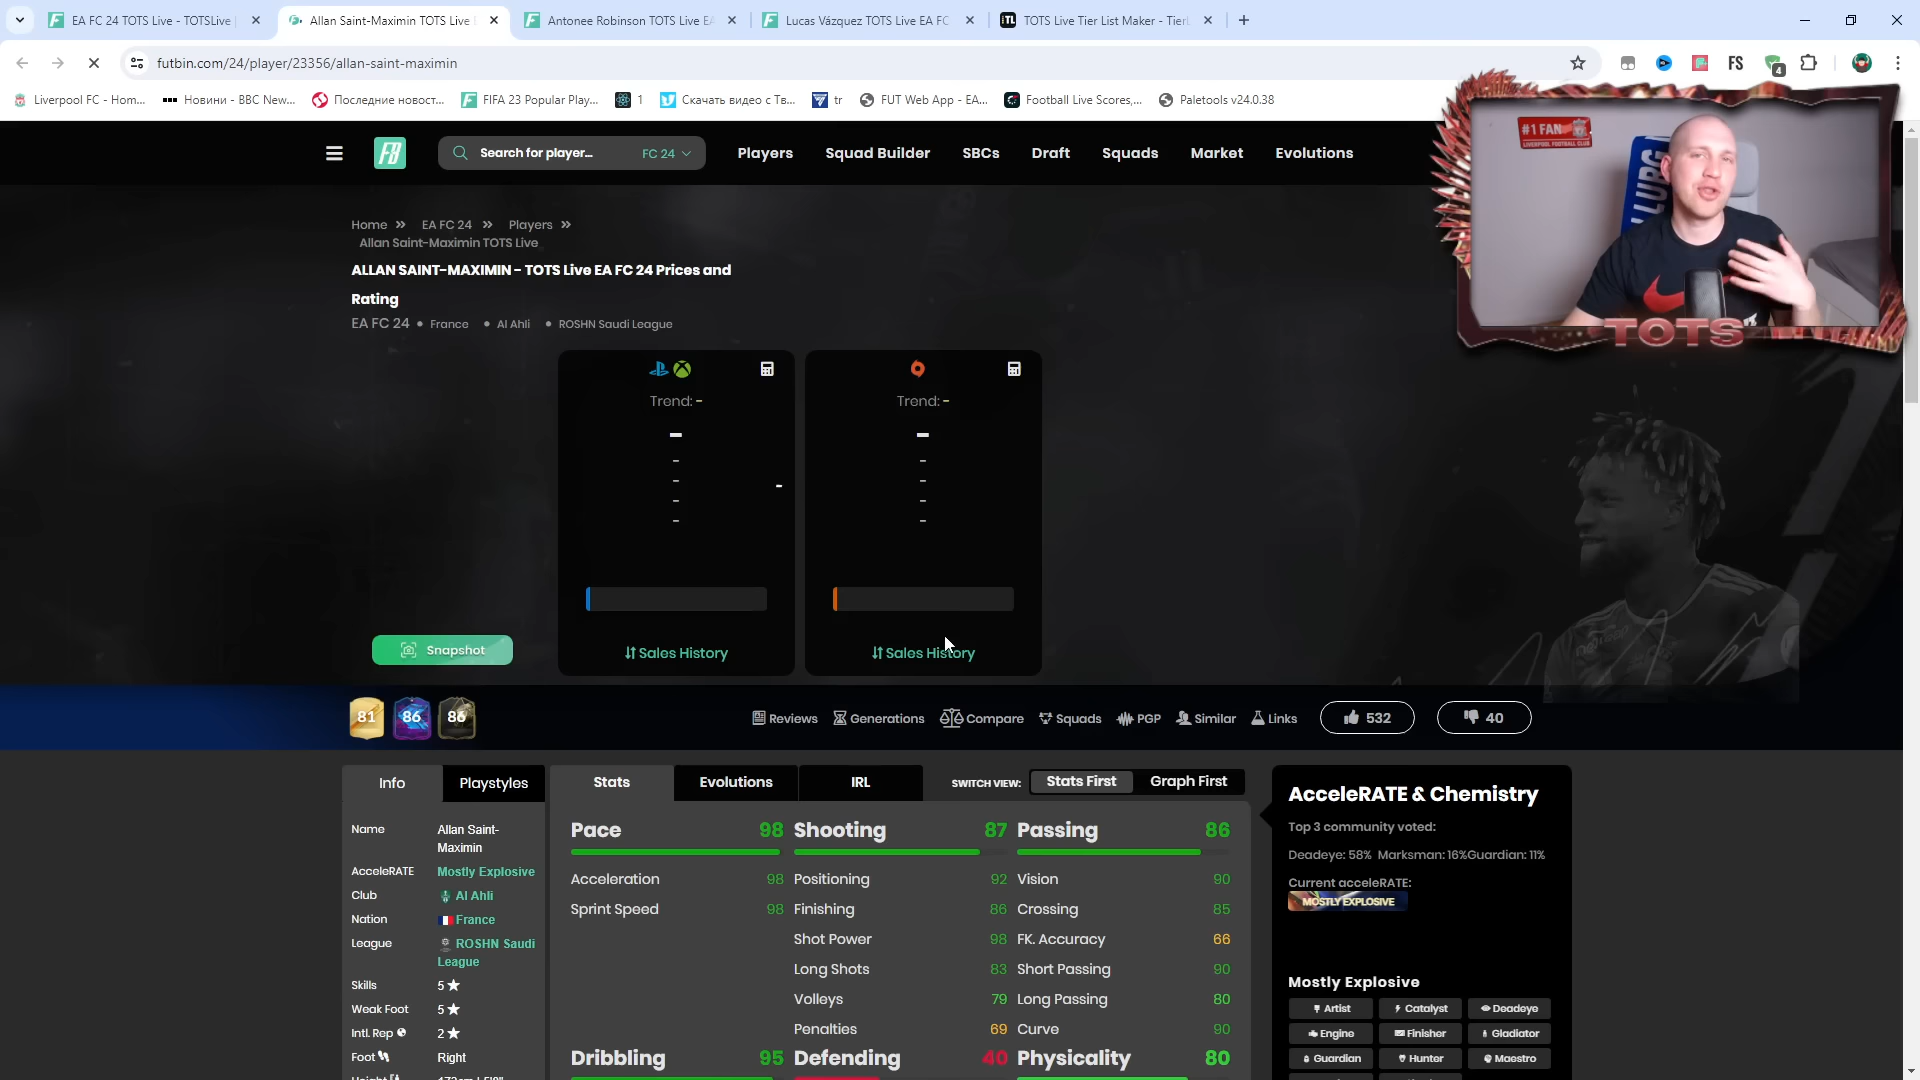 EA FC 24 TOTS Live - TOTSLive
Allan Saint-Maximin TOTS Live E
Antonee Robinson TOTS Live EA
Lucas Vázquez TOTS Live EA FC
TOTS Live Tier List Maker - Tier
futbin.com/24/player/23356/allan-saint-maximin
FS
4
Liverpool FC - Hom...
Новини - BBC New...
Последние новост...
FIFA 23 Popular Play...
1
Скачать видео с Тв...
tr
FUT Web App - EA...
Football Live Scores,...
Paletools v24.0.38
FB
Search for player...
FC 24
Players
Squad Builder
SBCs
Draft
Squads
Market
Evolutions
#1 FAN
LIVERPOOL FOOTBALL CLUB
TOTS
Home » EA FC 24 » Players »
Allan Saint-Maximin TOTS Live
ALLAN SAINT-MAXIMIN - TOTS Live EA FC 24 Prices and
Rating
EA FC 24 • France • Al Ahli • ROSHN Saudi League
Trend: -
-
-
-
-
-
-
Sales History
Trend: -
-
-
-
-
-
Sales History
Snapshot
81
86
86
Reviews
Generations
Compare
Squads
PGP
Similar
Links
532
40
Info
Playstyles
Name Allan Saint-
Maximin
AcceleRATE Mostly Explosive
Club Al Ahli
Nation France
League ROSHN Saudi
League
Skills 5
Weak Foot 5
Intl. Rep 2
Foot Right
Stats
Evolutions
IRL
SWITCH VIEW:
Stats First
Graph First
Pace 98
Acceleration 98
Sprint Speed 98
Shooting 87
Positioning 92
Finishing 86
Shot Power 98
Long Shots 83
Volleys 79
Penalties 69
Passing 86
Vision 90
Crossing 85
FK. Accuracy 66
Short Passing 90
Long Passing 80
Curve 90
Dribbling 95
Defending 40
Physicality 80
AcceleRATE & Chemistry
Top 3 community voted:
Deadeye: 58% Marksman: 16%Guardian: 11%
Current acceleRATE:
MOSTLY EXPLOSIVE
Mostly Explosive
Artist
Catalyst
Deadeye
Engine
Finisher
Gladiator
Guardian
Hunter
Maestro